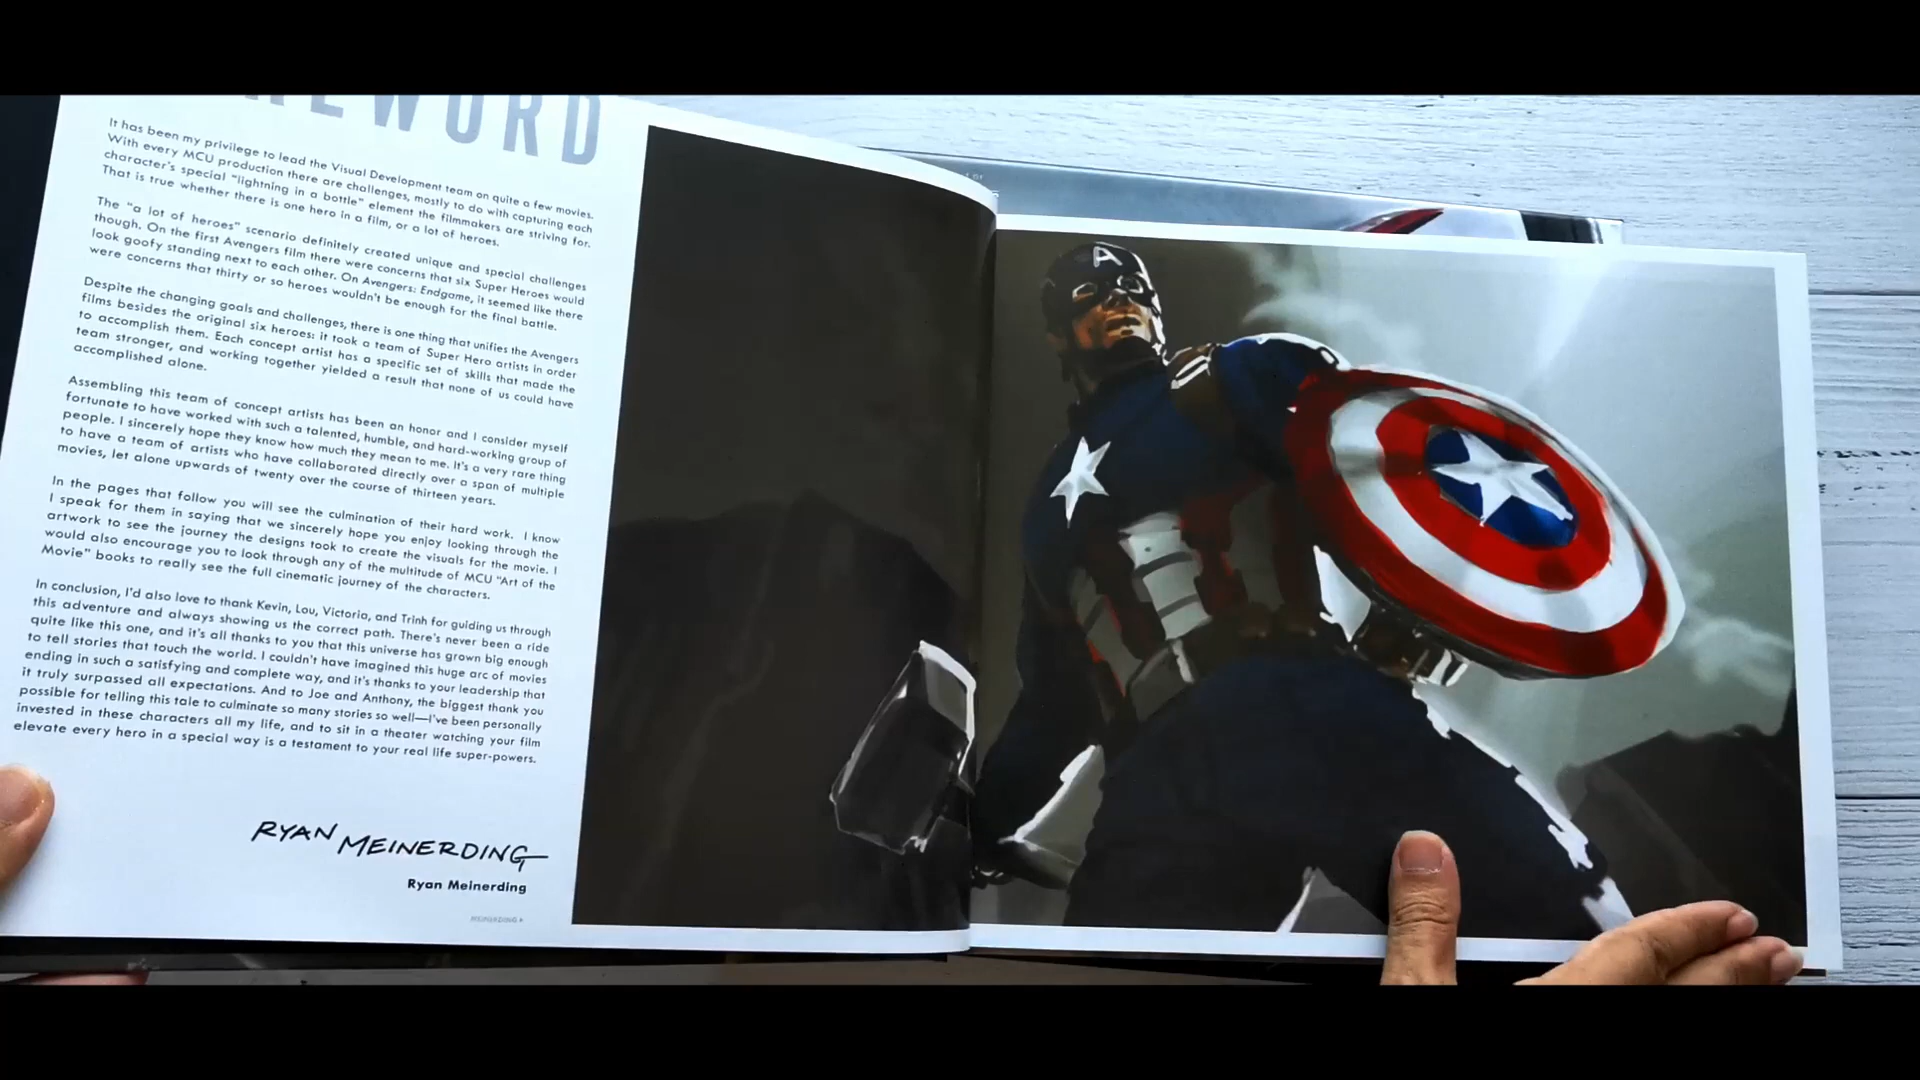 FOREWORD
It has been my privilege to lead the Visual Development team on quite a few movies.
With every MCU production there are challenges, mostly to do with capturing each
character's special "lightning in a bottle" element the filmmakers are striving for.
That is true whether there is one hero in a film, or a lot of heroes.
The "a lot of heroes" scenario definitely created unique and special challenges
though. On the first Avengers film there were concerns that six Super Heroes would
look goofy standing next to each other. On Avengers: Endgame, it seemed like there
were concerns that thirty or so heroes wouldn't be enough for the final battle.
Despite the changing goals and challenges, there is one thing that unifies the Avengers
films besides the original six heroes: it took a team of Super Hero artists in order
to accomplish them. Each concept artist has a specific set of skills that made the
team stronger, and working together yielded a result that none of us could have
accomplished alone.
Assembling this team of concept artists has been an honor and I consider myself
fortunate to have worked with such a talented, humble, and hard-working group of
people. I sincerely hope they know how much they mean to me. It's a very rare thing
to have a team of artists who have collaborated directly over a span of multiple
movies, let alone upwards of twenty over the course of thirteen years.
In the pages that follow you will see the culmination of their hard work. I know
I speak for them in saying that we sincerely hope you enjoy looking through the
artwork to see the journey the designs took to create the visuals for the movie. I
would also encourage you to look through any of the multitude of MCU "Art of the
Movie" books to really see the full cinematic journey of the characters.
In conclusion, I'd also love to thank Kevin, Lou, Victoria, and Trinh for guiding us through
this adventure and always showing us the correct path. There's never been a ride
quite like this one, and it's all thanks to you that this universe has grown big enough
to tell stories that touch the world. I couldn't have imagined this huge arc of movies
ending in such a satisfying and complete way, and it's thanks to your leadership that
it truly surpassed all expectations. And to Joe and Anthony, the biggest thank you
possible for telling this tale to culminate so many stories so well—I've been personally
invested in these characters all my life, and to sit in a theater watching your film
elevate every hero in a special way is a testament to your real life super-powers.
RYAN MEINERDING
Ryan Meinerding
MEINERDING
A